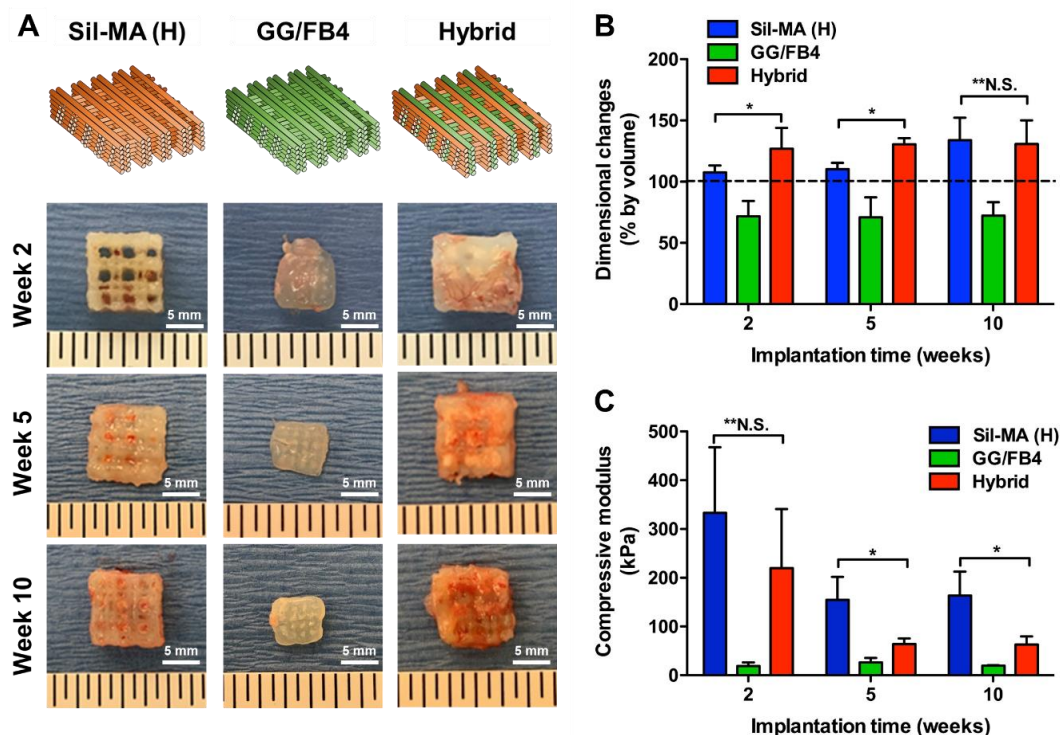 A
Sil-MA (H)
GG/FB4
Hybrid
Week 2
5 mm
5 mm
5 mm
Week 5
5 mm
5 mm
5 mm
Week 10
5 mm
5 mm
5 mm
B
Sil-MA (H)
GG/FB4
Hybrid
Dimensional changes
(% by volume)
200
150
100
50
0
*
*
**N.S.
2
5
10
Implantation time (weeks)
C
Sil-MA (H)
GG/FB4
Hybrid
Compressive modulus
(kPa)
500
400
300
200
100
0
**N.S.
*
*
2
5
10
Implantation time (weeks)